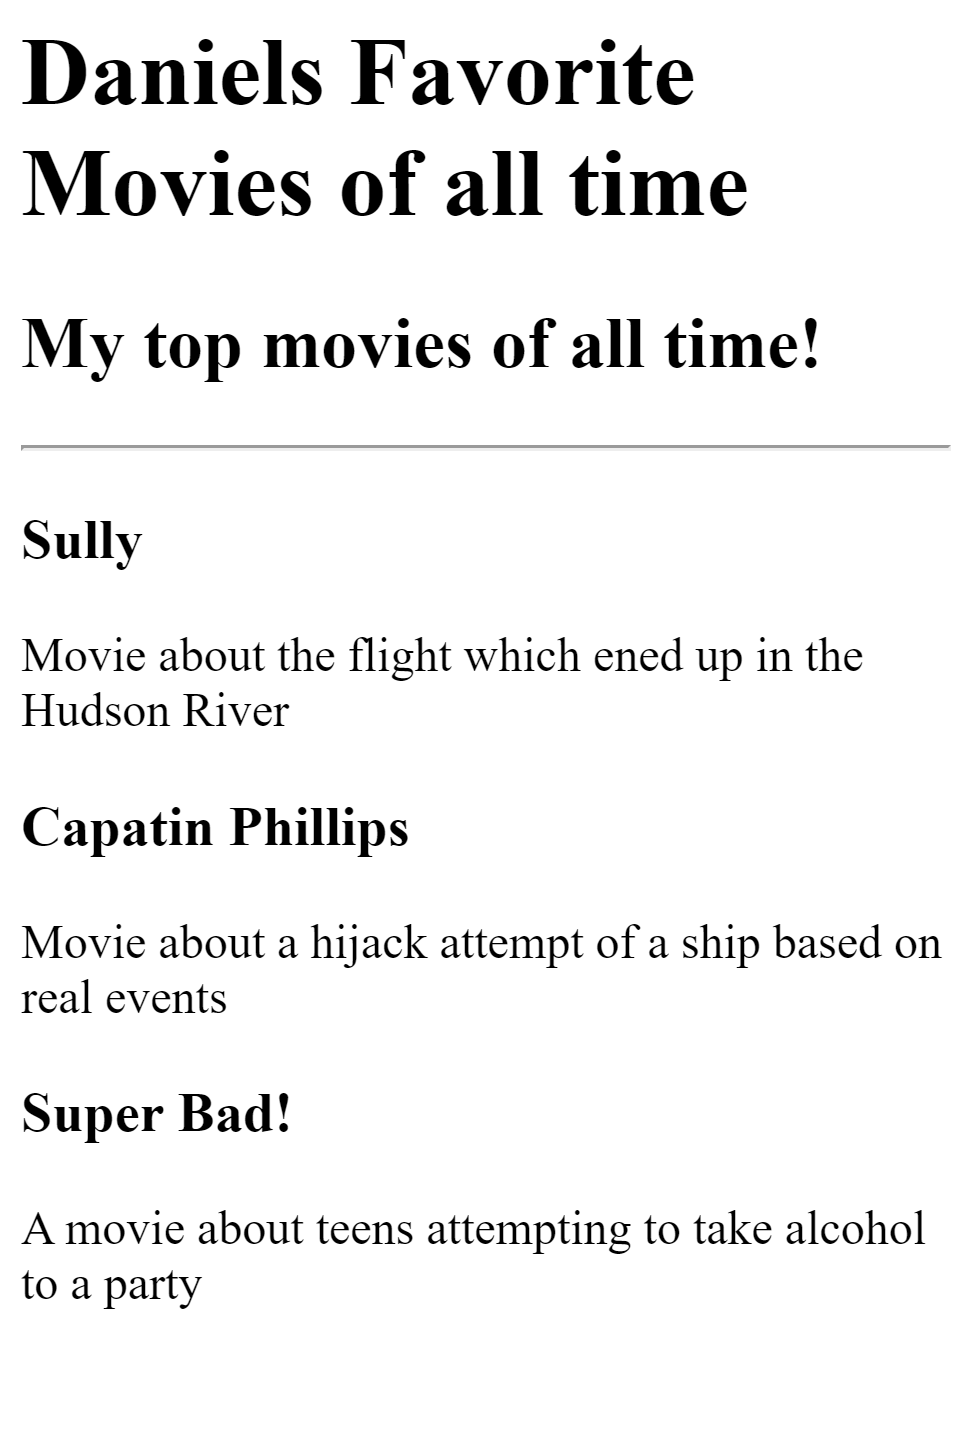 Daniels Favorite
Movies of all time
My top movies of all time!
Sully
Movie about the flight which ened up in the
Hudson River
Capatin Phillips
Movie about a hijack attempt of a ship based on
real events
Super Bad!
A movie about teens attempting to take alcohol
to a party